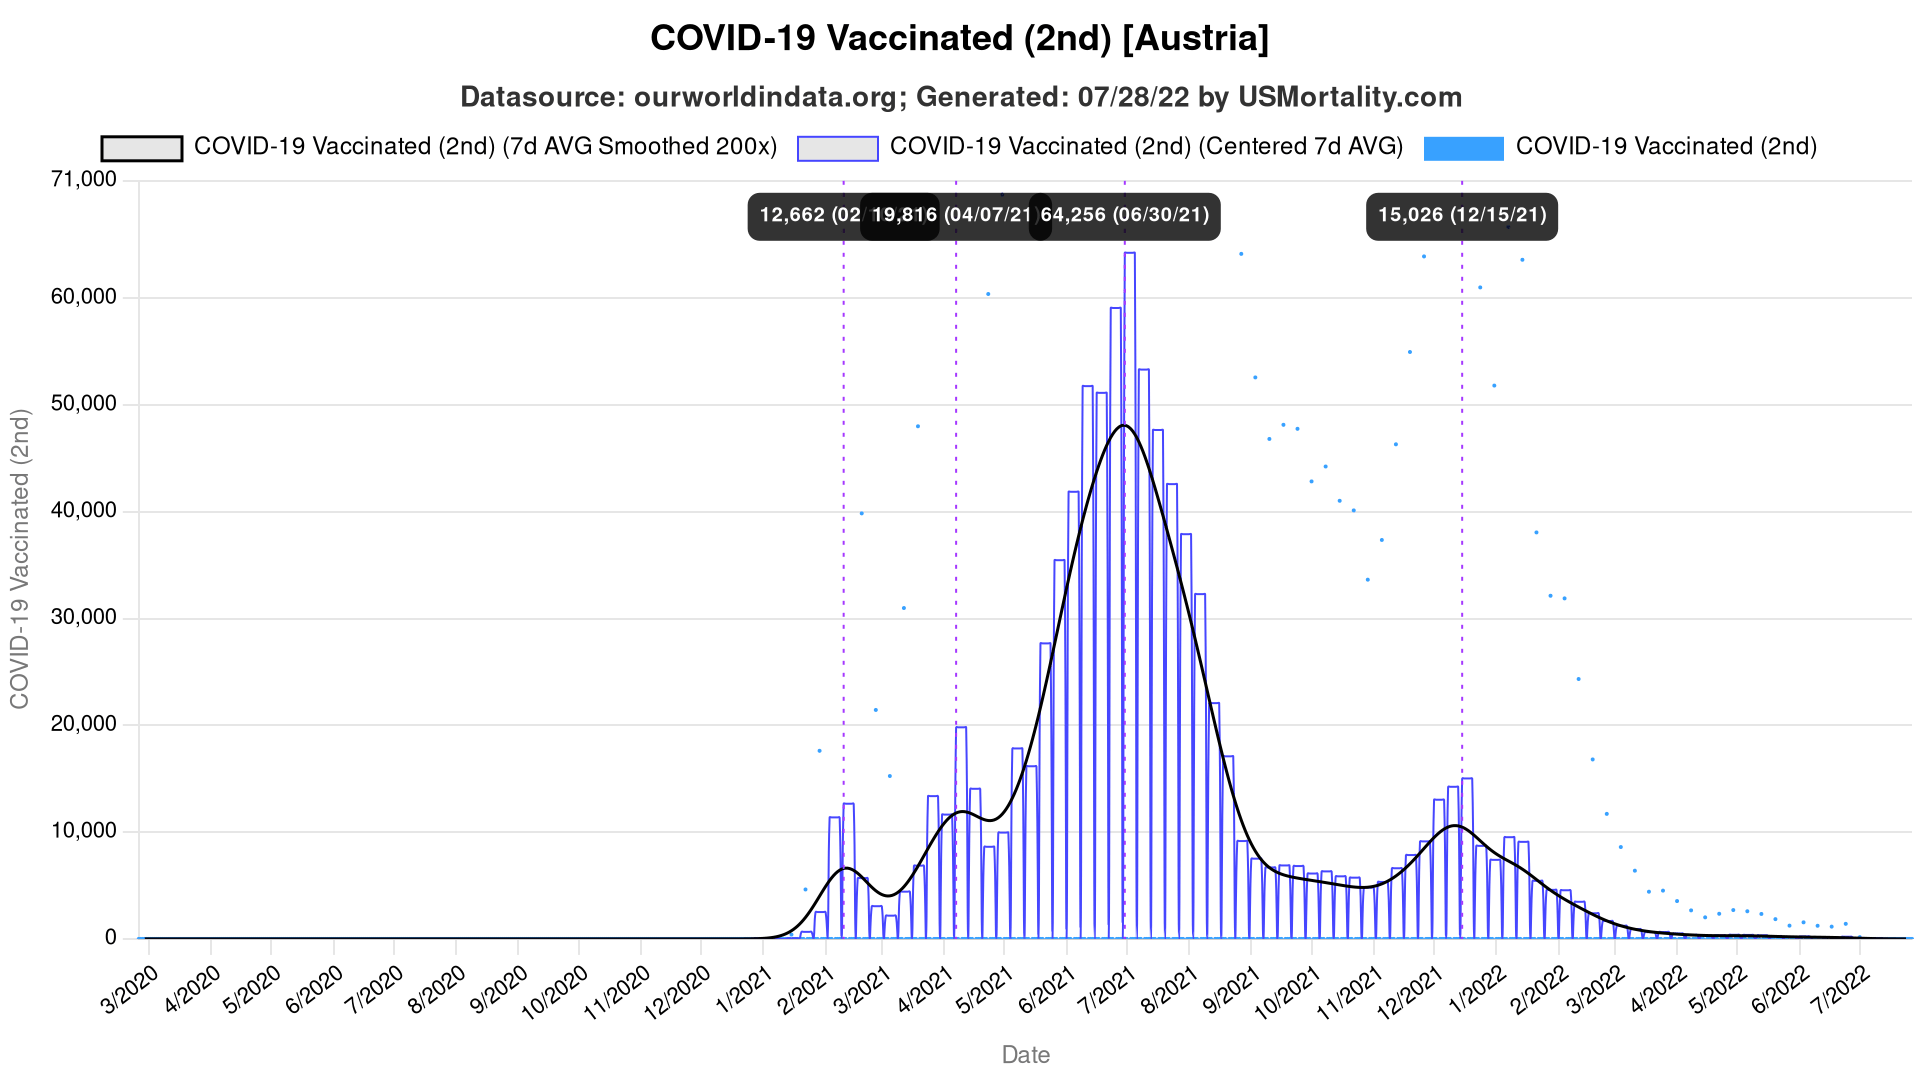 COVID-19 Vaccinated (2nd) [Austria]
Datasource: ourworldindata.org; Generated: 07/28/22 by USMortality.com
COVID-19 Vaccinated (2nd) (7d AVG Smoothed 200x) COVID-19 Vaccinated (2nd) (Centered 7d AVG) COVID-19 Vaccinated (2nd)
71,000
12,662 (02/ 19,816 (04/07/21) 64,256 (06/30/21) 15,026 (12/15/21)
60,000
50,000
40,000
30,000
20,000
10,000
0
COVID-19 Vaccinated (2nd)
3/2020 4/2020 5/2020 6/2020 7/2020 8/2020 9/2020 10/2020 11/2020 12/2020 1/2021 2/2021 3/2021 4/2021 5/2021 6/2021 7/2021 8/2021 9/2021 10/2021 11/2021 12/2021 1/2022 2/2022 3/2022 4/2022 5/2022 6/2022 7/2022
Date